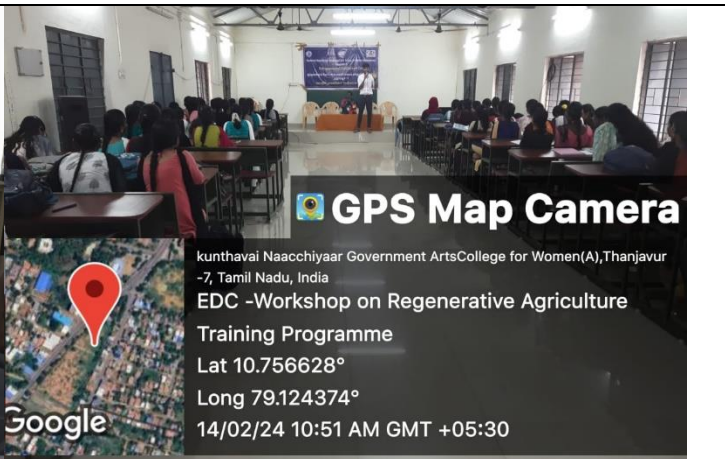 GPS Map Camera
kunthavai Naacchiyaar Government ArtsCollege for Women(A),Thanjavur
-7, Tamil Nadu, India
EDC -Workshop on Regenerative Agriculture
Training Programme
Lat 10.756628°
Long 79.124374°
14/02/24 10:51 AM GMT +05:30
Google